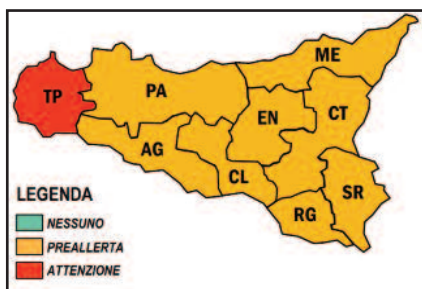 ME
TP
PA
EN
CT
AG
CL
SR
RG
LEGENDA
NESSUNO
PREALLERTA
ATTENZIONE